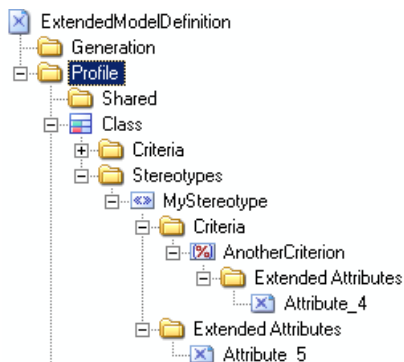 ExtendedModelDefinition
Generation
Profile
Shared
Class
Criteria
Stereotypes
MyStereotype
Criteria
AnotherCriterion
Extended Attributes
Attribute_4
Extended Attributes
Attribute_5